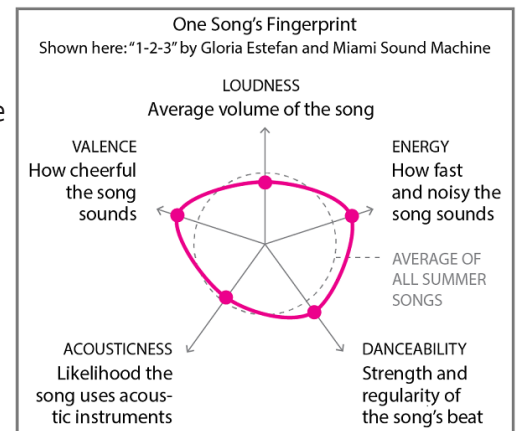 One Song's Fingerprint
Shown here: “1-2-3” by Gloria Estefan and Miami Sound Machine
LOUDNESS
Average volume of the song
VALENCE
How cheerful
the song
sounds
ENERGY
How fast
and noisy the
song sounds
AVERAGE OF
ALL SUMMER
SONGS
ACOUSTICNESS
Likelihood the
song uses acous-
tic instruments
DANCEABILITY
Strength and
regularity of
the song's beat